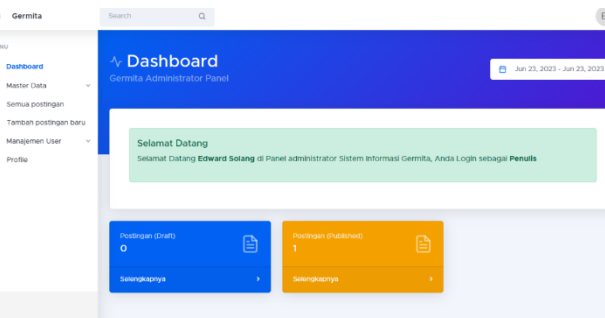 Germita
Search
Dashboard
Master Data
Semua postingan
Tambah postingan baru
Manajemen User
Profile
Dashboard
Germita Administrator Panel
Jun 23, 2023 - Jun 23, 2023
Selamat Datang
Selamat Datang Edward Solang di Panel administrator Sistem Informasi Germita, Anda Login sebagai Penulis
Postingan (Draft)
0
Selengkapnya
Postingan (Published)
1
Selengkapnya